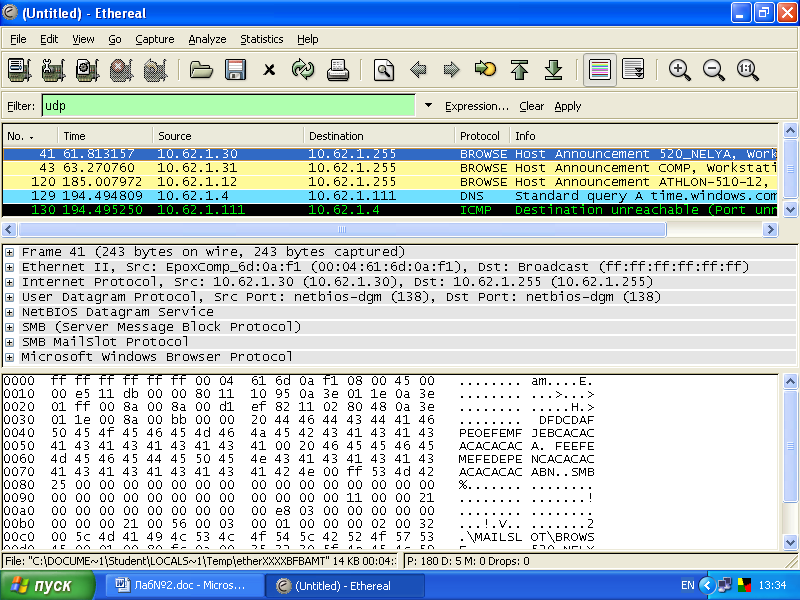 (Untitled) - Ethereal
File Edit View Go Capture Analyze Statistics Help
Filter: udp Expression... Clear Apply
No. . Time Source Destination Protocol Info
41 61.813157 10.62.1.30 10.62.1.255 BROWSE Host Announcement 520_NELYA, Work
43 63.270760 10.62.1.31 10.62.1.255 BROWSE Host Announcement COMP, Workstati
120 185.007972 10.62.1.12 10.62.1.255 BROWSE Host Announcement ATHLON-510-12,
129 194.494809 10.62.1.4 10.62.1.111 DNS Standard query A time.windows.com
130 194.495250 10.62.1.111 10.62.1.4 ICMP Destination unreachable (Port unr
Frame 41 (243 bytes on wire, 243 bytes captured)
Ethernet II, Src: EpoxComp_6d:0a:f1 (00:04:61:6d:0a:f1), Dst: Broadcast (ff:ff:ff:ff:ff:ff)
Internet Protocol, Src: 10.62.1.30 (10.62.1.30), Dst: 10.62.1.255 (10.62.1.255)
User Datagram Protocol, Src Port: netbios-dgm (138), Dst Port: netbios-dgm (138)
NetBIOS Datagram Service
SMB (Server Message Block Protocol)
SMB MailSlot Protocol
Microsoft Windows Browser Protocol
0000 ff ff ff ff ff ff 00 04 61 6d 0a f1 08 00 45 00 ........ am....E.
0010 00 e5 11 db 00 00 80 11 10 95 0a 3e 01 1e 0a 3e ........ ...>...>
0020 01 ff 00 8a 00 8a 00 d1 ef 82 11 02 80 48 0a 3e ........ .....H.>
0030 01 1e 00 8a 00 bb 00 00 20 44 46 44 43 44 41 46 ........ DFDCDAF
0040 50 45 4f 45 46 45 4d 46 4a 45 42 43 41 43 41 43 PEOEFEMF JEBCACAC
0050 41 43 41 43 41 43 41 43 41 00 20 46 45 45 46 45 ACACACAC A. FEEFE
0060 4d 45 46 45 44 45 50 45 4e 43 41 43 41 43 41 43 MEFEDEPE NCACACAC
0070 41 43 41 43 41 43 41 43 41 42 4e 00 ff 53 4d 42 ACACACAC ABN..SMB
0080 25 00 00 00 00 00 00 00 00 00 00 00 00 00 00 00 %....... ........
0090 00 00 00 00 00 00 00 00 00 00 00 00 11 00 00 21 ........ .......!
00a0 00 00 00 00 00 00 00 00 00 e8 03 00 00 00 00 00 ........ ........
00b0 00 00 00 21 00 56 00 03 00 01 00 00 00 02 00 32 ...!.V.. .......2
00c0 00 5c 4d 41 49 4c 53 4c 4f 54 5c 42 52 4f 57 53 .\MAILSL OT\BROWS
File: "C:\DOCUME~1\Student\LOCALS~1\Temp\etherXXXXBFBAMT" 14 KB 00:04: P: 180 D: 5 M: 0 Drops: 0
пуск Лаб№2.doc - Micros... (Untitled) - Ethereal EN 13:34